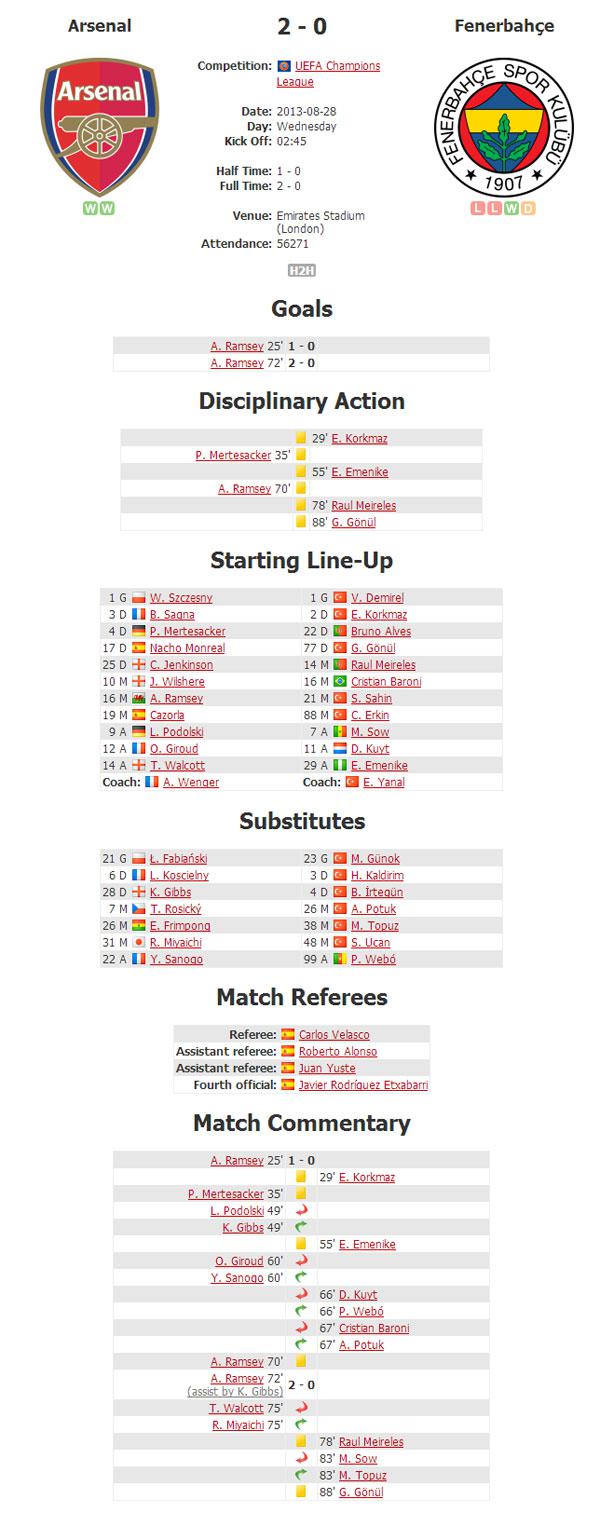 Arsenal 2 - 0 Fenerbahçe
Arsenal
FENERBAHÇE SPOR KULÜBÜ
1907
Competition: UEFA Champions
League
Date: 2013-08-28
Day: Wednesday
Kick Off: 02:45
Half Time: 1 - 0
Full Time: 2 - 0
Venue: Emirates Stadium
(London)
Attendance: 56271
W W
L L W D
H2H
Goals
A. Ramsey 25' 1 - 0
A. Ramsey 72' 2 - 0
Disciplinary Action
29' E. Korkmaz
P. Mertesacker 35'
55' E. Emenike
A. Ramsey 70'
78' Raul Meireles
88' G. Gönül
Starting Line-Up
1 G W. Szczęsny 1 G V. Demirel
3 D B. Sagna 2 D E. Korkmaz
4 D P. Mertesacker 22 D Bruno Alves
17 D Nacho Monreal 77 D G. Gönül
25 D C. Jenkinson 14 M Raul Meireles
10 M J. Wilshere 16 M Cristian Baroni
16 M A. Ramsey 21 M S. Sahin
19 M Cazorla 88 M C. Erkin
9 A L. Podolski 7 A M. Sow
12 A O. Giroud 11 A D. Kuyt
14 A T. Walcott 29 A E. Emenike
Coach: A. Wenger Coach: E. Yanal
Substitutes
21 G Ł. Fabiański 23 G M. Günok
6 D L. Koscielny 3 D H. Kaldirim
28 D K. Gibbs 4 D B. İrtegün
7 M T. Rosický 26 M A. Potuk
26 M E. Frimpong 38 M M. Topuz
31 M R. Miyaichi 48 M S. Ucan
22 A Y. Sanogo 99 A P. Webó
Match Referees
Referee: Carlos Velasco
Assistant referee: Roberto Alonso
Assistant referee: Juan Yuste
Fourth official: Javier Rodríguez Etxabarri
Match Commentary
A. Ramsey 25' 1 - 0
29' E. Korkmaz
P. Mertesacker 35'
L. Podolski 49'
K. Gibbs 49'
55' E. Emenike
O. Giroud 60'
Y. Sanogo 60'
66' D. Kuyt
66' P. Webó
67' Cristian Baroni
67' A. Potuk
A. Ramsey 70'
A. Ramsey 72' 2 - 0
(assist by K. Gibbs)
T. Walcott 75'
R. Miyaichi 75'
78' Raul Meireles
83' M. Sow
83' M. Topuz
88' G. Gönül